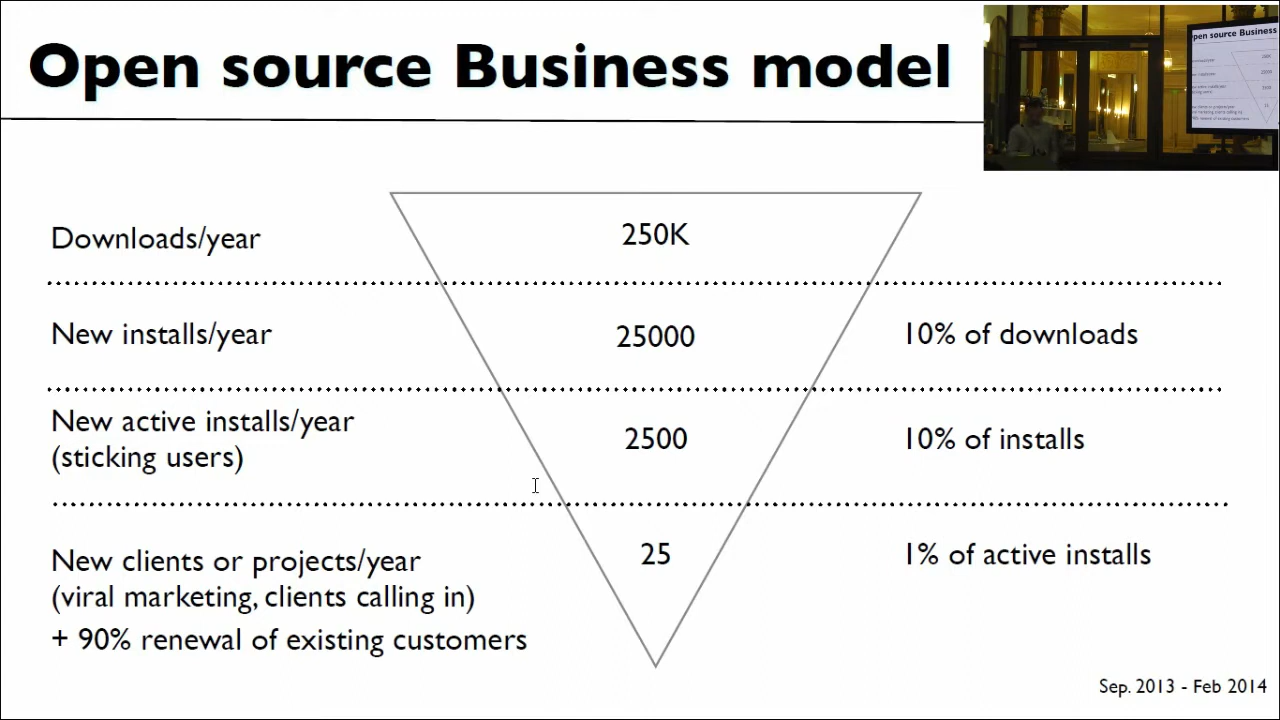 Open source Business model
Downloads/year
250K
New installs/year
25000
10% of downloads
New active installs/year
(sticking users)
2500
10% of installs
New clients or projects/year
(viral marketing, clients calling in)
+ 90% renewal of existing customers
25
1% of active installs
Sep. 2013 - Feb 2014